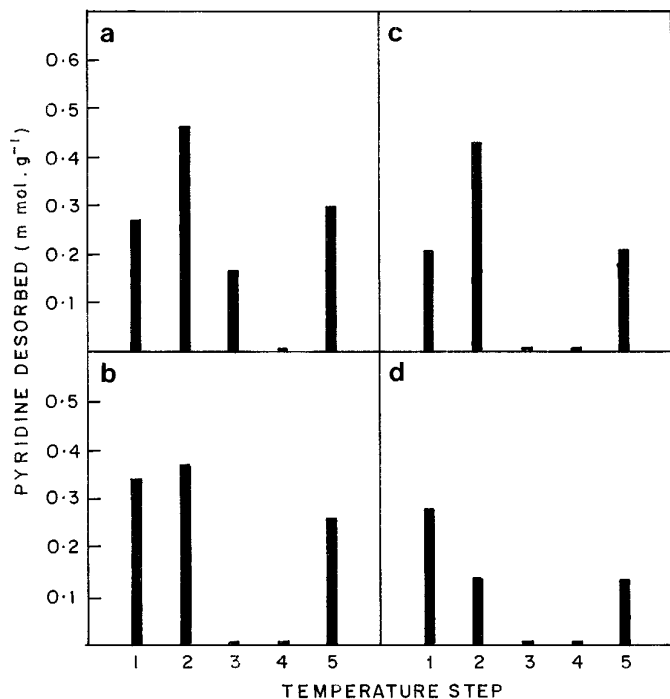 a
c
0·6
0·5
0·4
0·3
0·2
0·1
b
d
0·5
0·4
0·3
0·2
0·1
1 2 3 4 5 1 2 3 4 5
TEMPERATURE STEP
PYRIDINE DESORBED (m mol. g⁻¹)